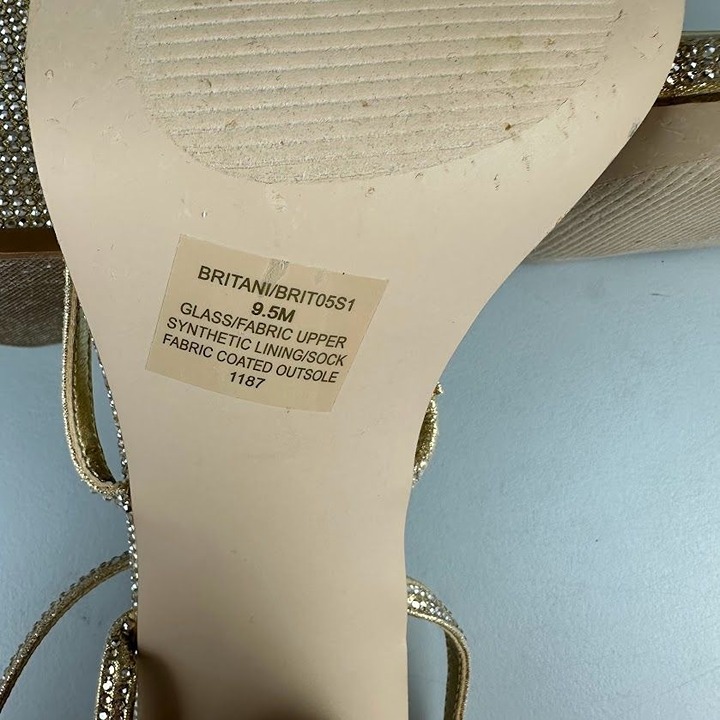 BRITANI/BRIT05S1
9.5M
GLASS/FABRIC UPPER
SYNTHETIC LINING/SOCK
FABRIC COATED OUTSOLE
1187